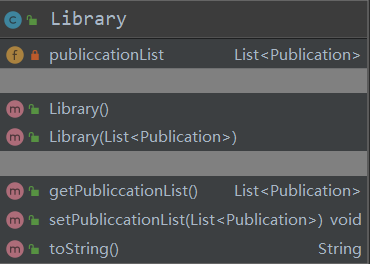 C Library
f publiccationList List<Publication>
m Library()
m Library(List<Publication>)
m getPubliccationList() List<Publication>
m setPubliccationList(List<Publication>) void
m toString() String